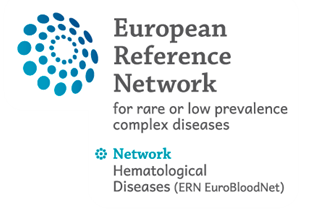 European
Reference
Network
for rare or low prevalence
complex diseases
Network
Hematological
Diseases (ERN EuroBloodNet)